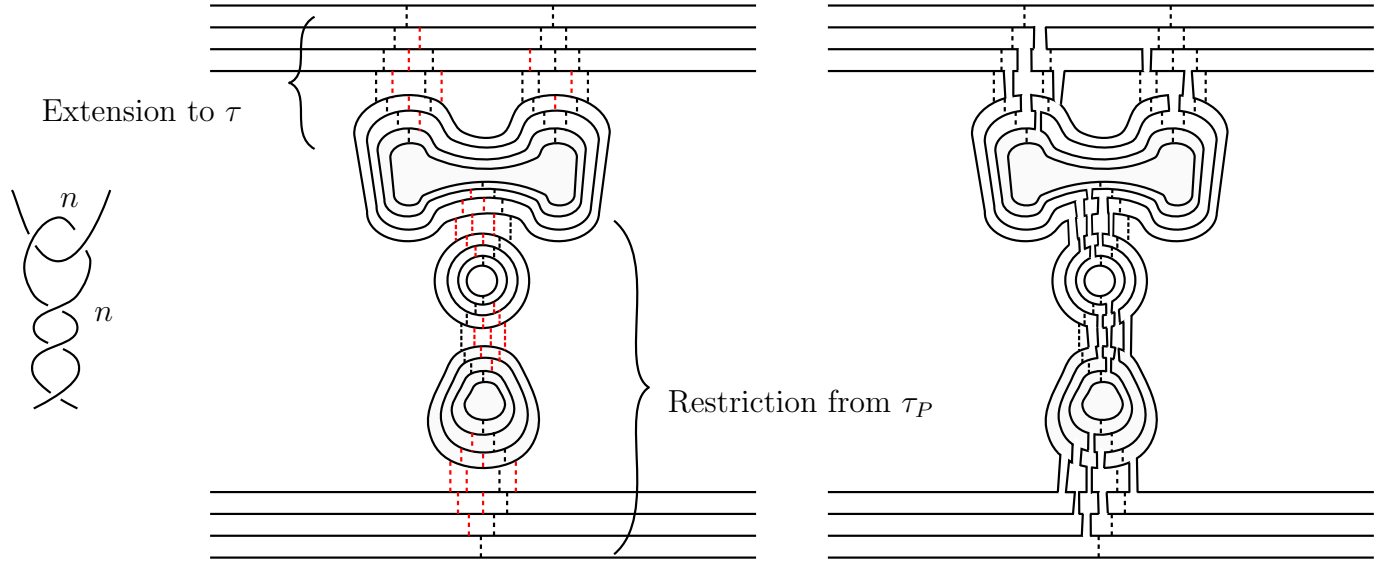 Extension to τ
n
n
Restriction from τ_P